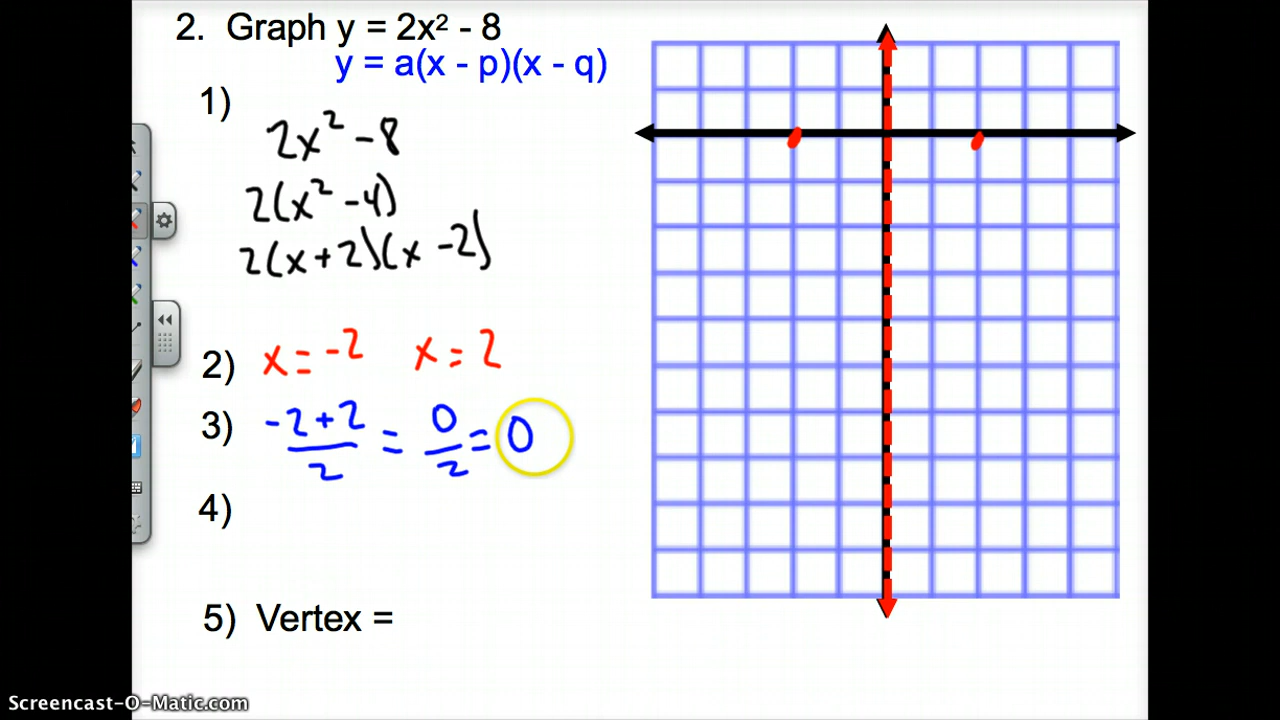 2. Graph y = 2x² - 8
y = a(x - p)(x - q)
1)
2x² - 8
2(x² - 4)
2(x + 2)(x - 2)
2) x = -2 x = 2
3) -2 + 2 / 2 = 0 / 2 = 0
4)
5) Vertex =
Screencast-O-Matic.com